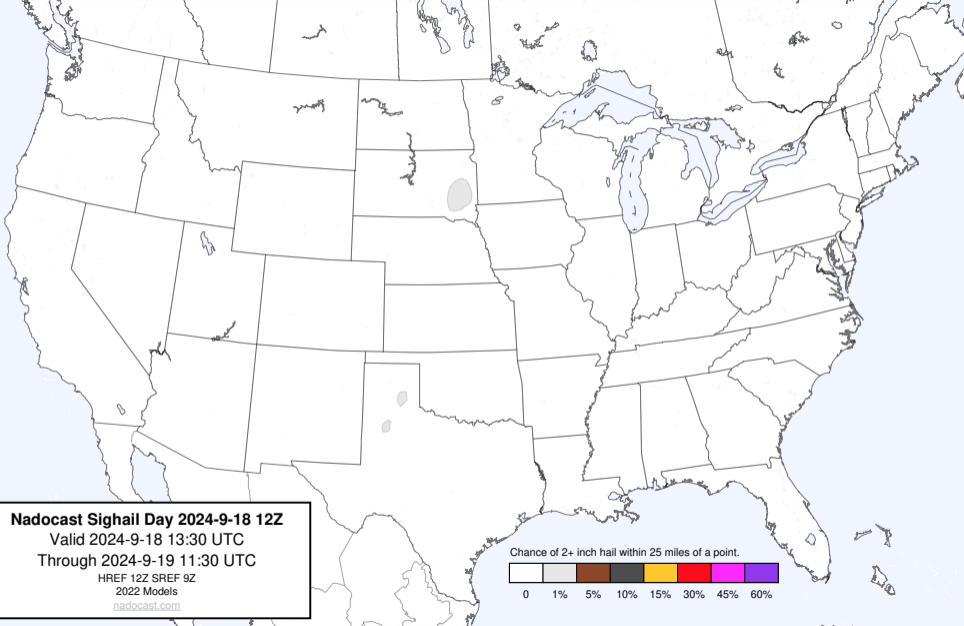 Nadocast Sighail Day 2024-9-18 12Z
Valid 2024-9-18 13:30 UTC
Through 2024-9-19 11:30 UTC
HREF 12Z SREF 9Z
2022 Models
nadocast.com
Chance of 2+ inch hail within 25 miles of a point.
0 1% 5% 10% 15% 30% 45% 60%